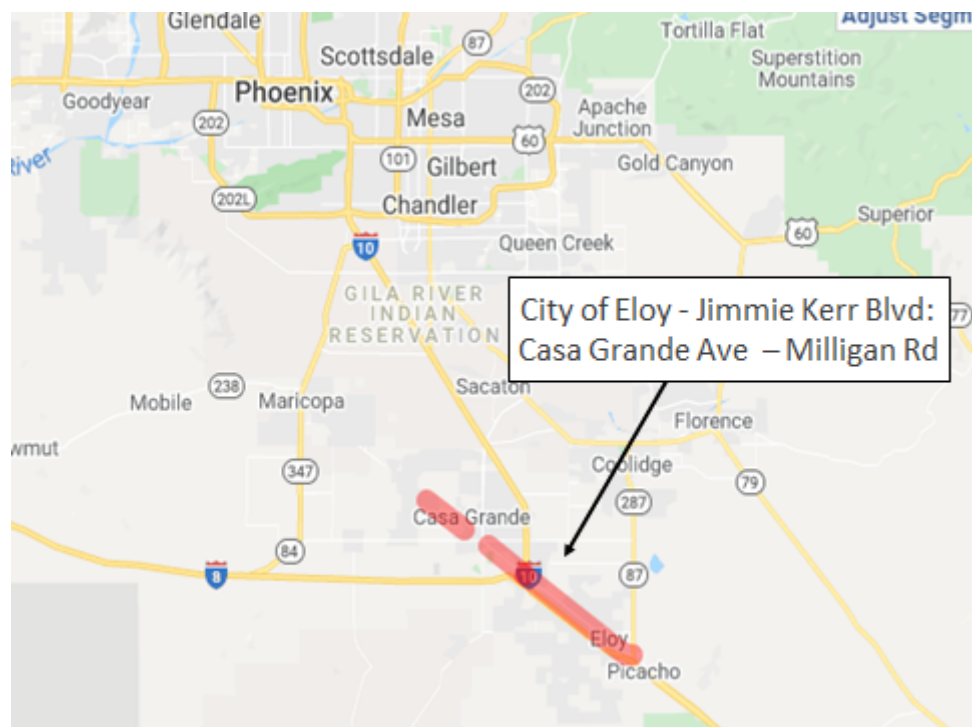 Glendale
Adjust Segm
Tortilla Flat
87
Scottsdale
Superstition
Mountains
Goodyear
Phoenix
202
Apache
Junction
202
Mesa
60
River
101
Gilbert
Gold Canyon
202L
Chandler
Superior
60
Queen Creek
10
GILA RIVER
INDIAN
RESERVATION
City of Eloy - Jimmie Kerr Blvd:
Casa Grande Ave – Milligan Rd
77
238
Sacaton
Mobile
Maricopa
Florence
wmut
Coolidge
347
79
287
Casa Grande
84
8
10
87
Eloy
Picacho